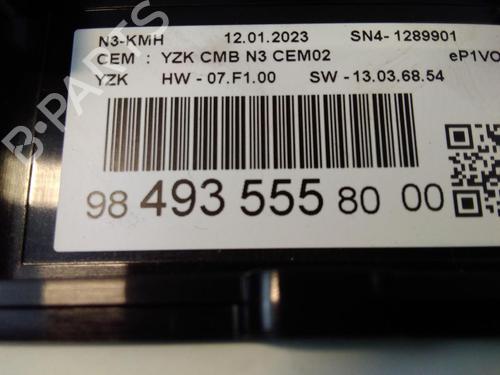 N3-KMH 12.01.2023 SN4- 1289901
CEM : YZK CMB N3 CEM02 eP1VO
YZK HW - 07.F1.00 SW - 13.03.68.54
98 493 555 80 00
B-PARTS